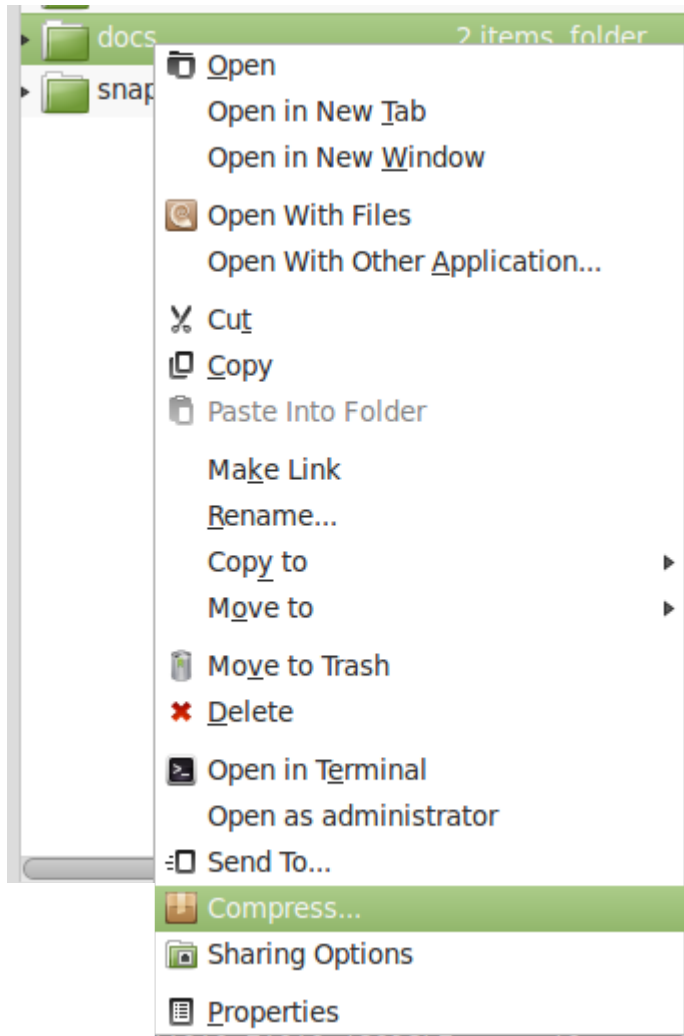 docs 2 items folder
snap
Open
Open in New Tab
Open in New Window
Open With Files
Open With Other Application...
Cut
Copy
Paste Into Folder
Make Link
Rename...
Copy to
Move to
Move to Trash
Delete
Open in Terminal
Open as administrator
Send To...
Compress...
Sharing Options
Properties